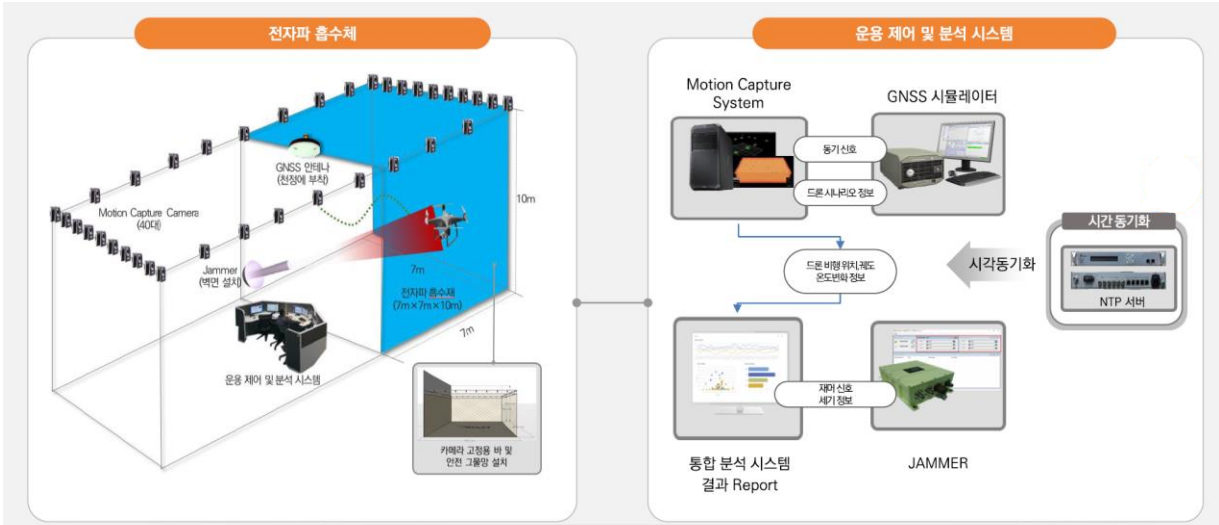 전자파 흡수체
GNSS 안테나
(천정에 부착)
Motion Capture Camera
(40대)
10m
Jammer
(벽면 설치)
7m
전자파 흡수재
(7m×7m×10m)
7m
운용 제어 및 분석 시스템
카메라 고정용 바 및
안전 그물망 설치
운용 제어 및 분석 시스템
Motion Capture
System
GNSS 시뮬레이터
동기 신호
드론 시나리오 정보
드론 비행 위치,궤도
온도변화 정보
시각동기화
시간 동기화
NTP 서버
재머 신호
세기 정보
통합 분석 시스템
결과 Report
JAMMER